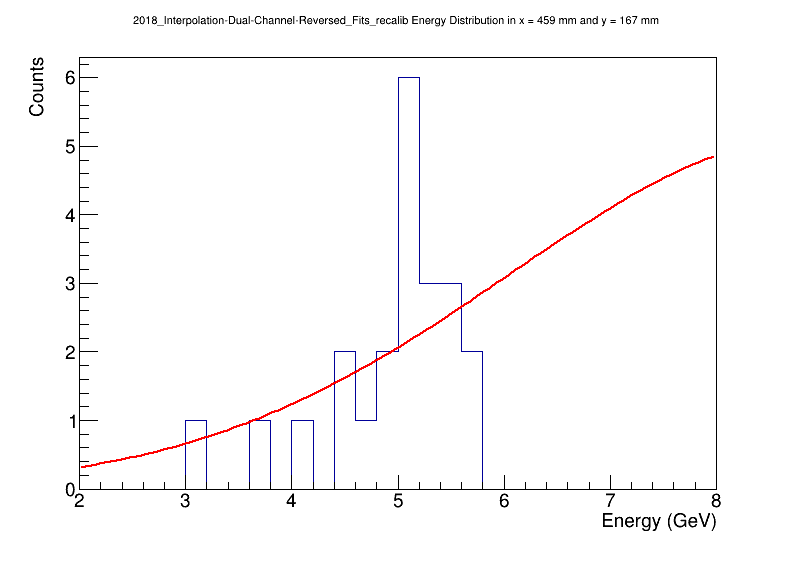 2018_Interpolation-Dual-Channel-Reversed_Fits_recalib Energy Distribution in x = 459 mm and y = 167 mm
Counts
6
5
4
3
2
1
0
2 3 4 5 6 7 8
Energy (GeV)